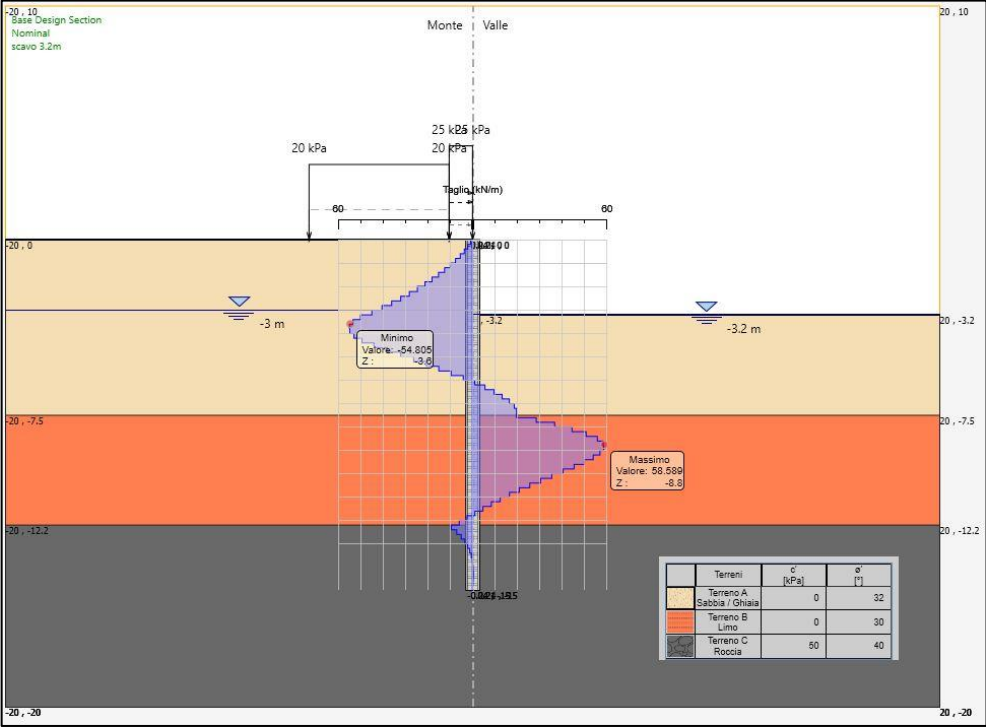 -20 , 10
20 , 10
Base Design Section
Nominal
scavo 3.2m
Monte
Valle
25 kPa
25 kPa
20 kPa
20 kPa
Taglio (kN/m)
60
60
-20 , 0
-3 m
, -3.2
-3.2 m
20 , -3.2
Minimo
Valore: -54.805
Z : -3.6
-20 , -7.5
20 , -7.5
Massimo
Valore: 58.589
Z : -8.8
-20 , -12.2
20 , -12.2
Terreni c' [kPa] ø' [°]
Terreno A Sabbia / Ghiaia 0 32
Terreno B Limo 0 30
Terreno C Roccia 50 40
-20 , -20
20 , -20